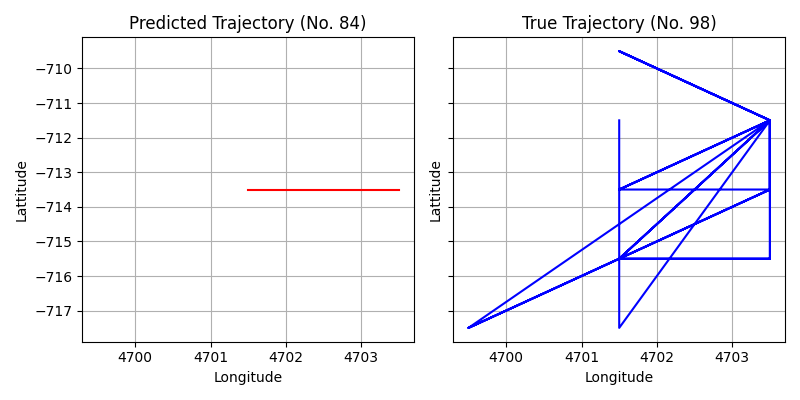 Predicted Trajectory (No. 84)
True Trajectory (No. 98)
Lattitude
−710
−711
−712
−713
−714
−715
−716
−717
4700
4701
4702
4703
Longitude
Lattitude
4700
4701
4702
4703
Longitude